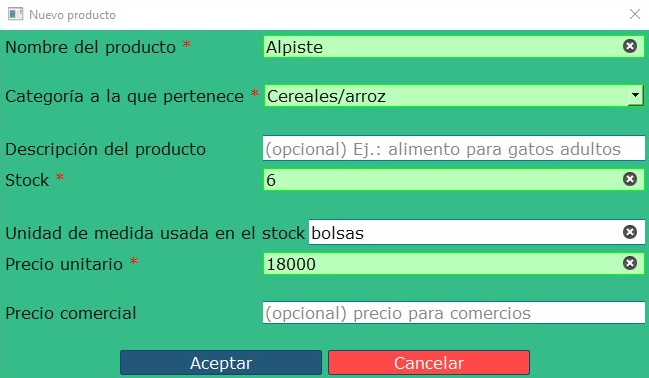 Nuevo producto
Nombre del producto * Alpiste
Categoría a la que pertenece * Cereales/arroz
Descripción del producto (opcional) Ej.: alimento para gatos adultos
Stock * 6
Unidad de medida usada en el stock bolsas
Precio unitario * 18000
Precio comercial (opcional) precio para comercios
Aceptar Cancelar